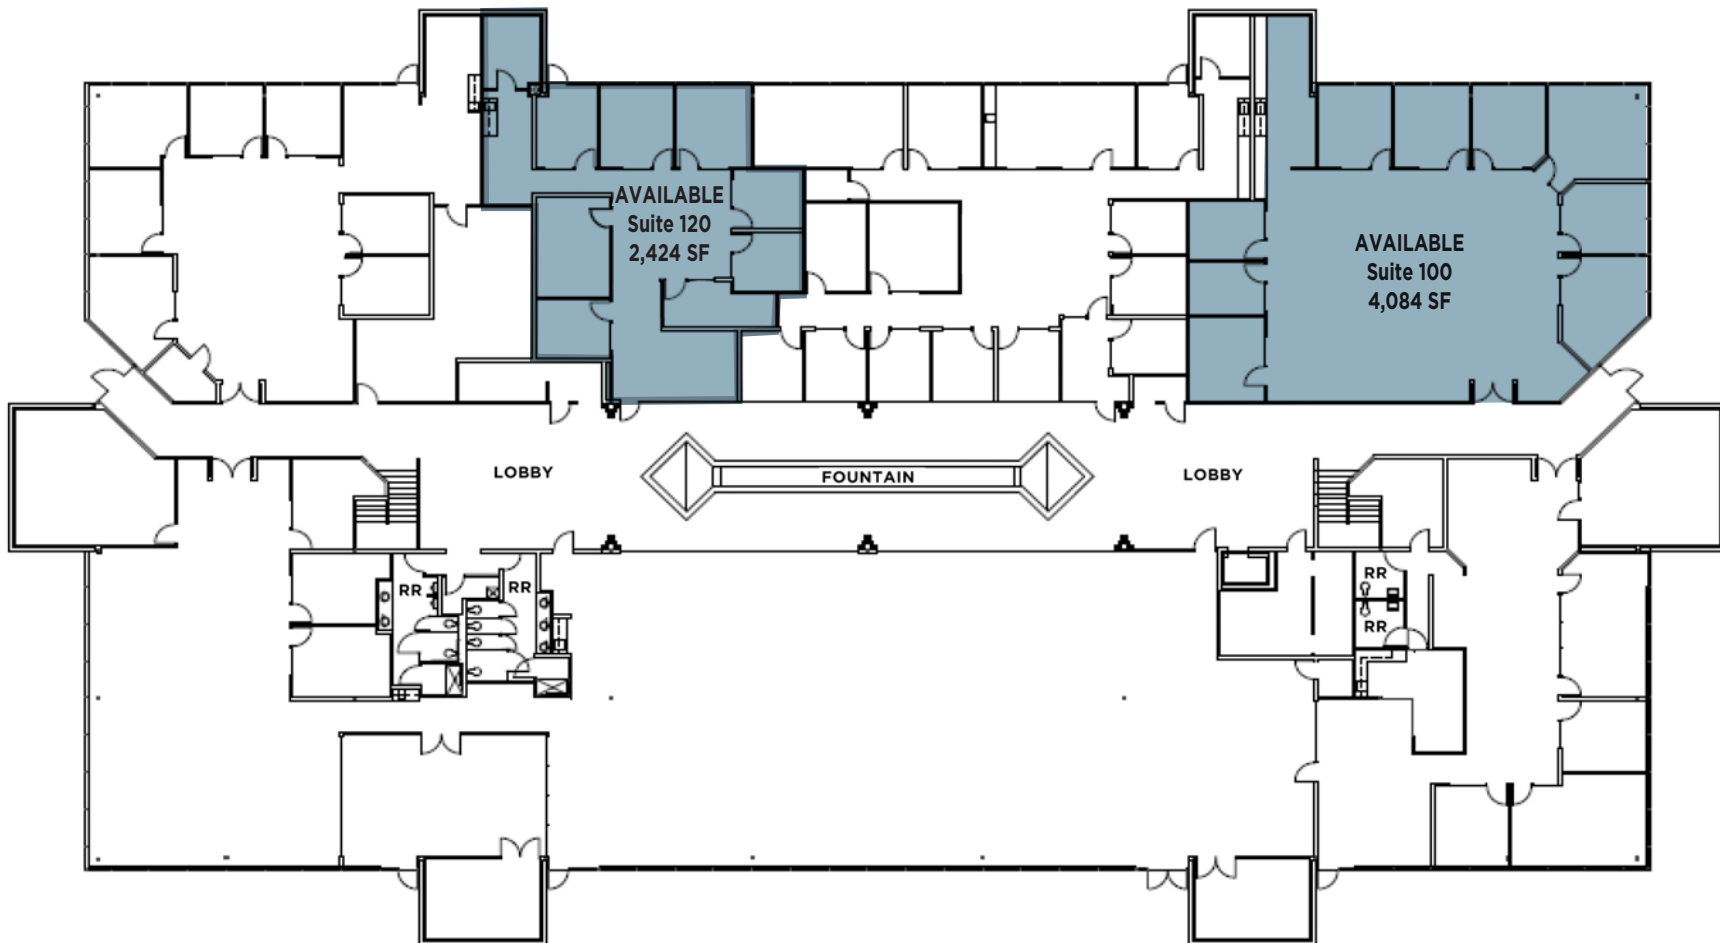 AVAILABLE
Suite 120
2,424 SF
AVAILABLE
Suite 100
4,084 SF
LOBBY
FOUNTAIN
LOBBY
RR
RR
RR
RR